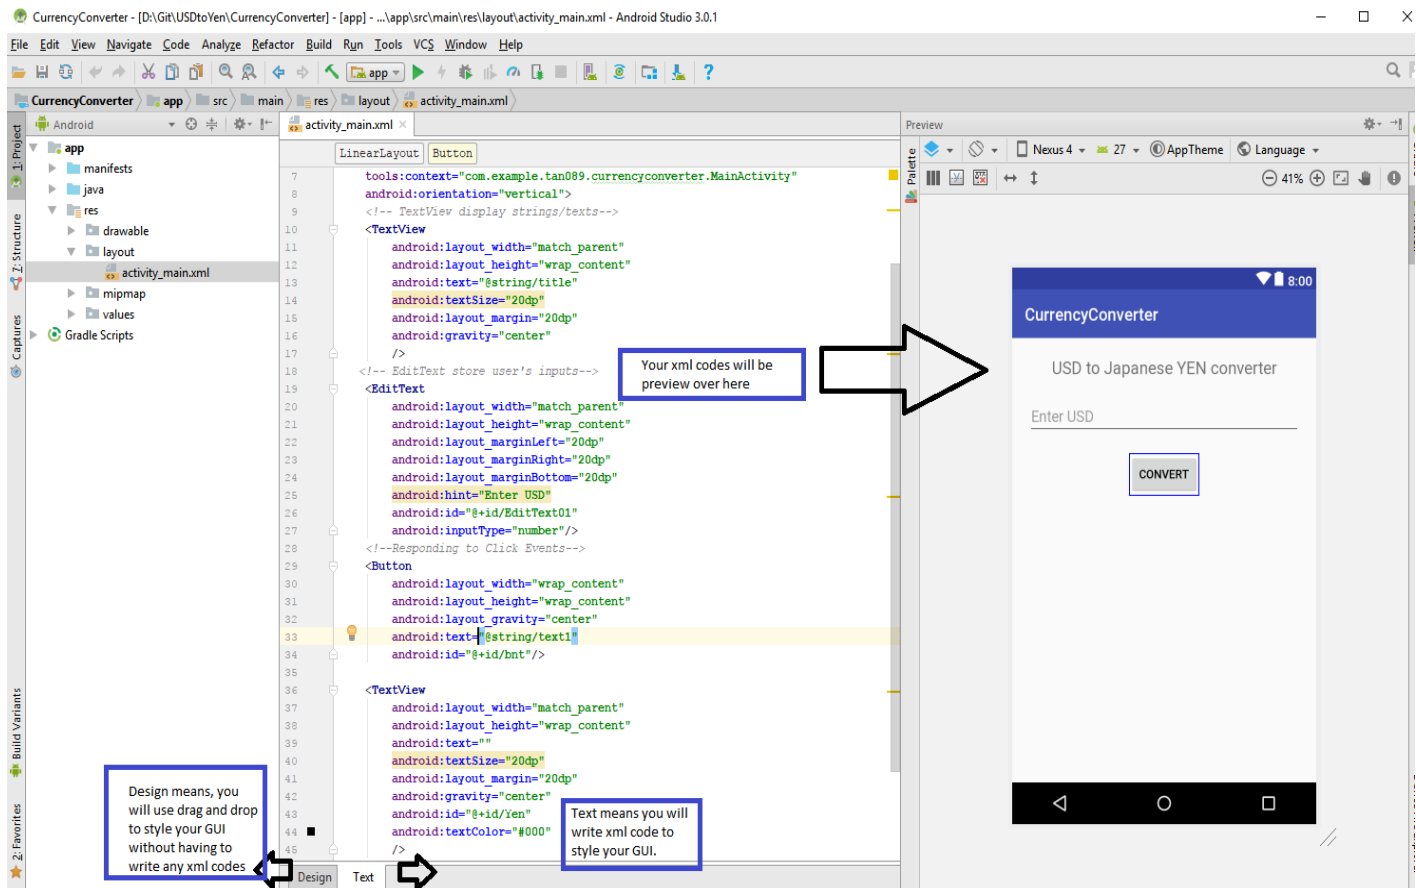 CurrencyConverter - [D:\Git\USDtoYen\CurrencyConverter] - [app] - ...\app\src\main\res\layout\activity_main.xml - Android Studio 3.0.1
File Edit View Navigate Code Analyze Refactor Build Run Tools VCS Window Help
app
CurrencyConverter app src main res layout activity_main.xml
1: Project
Z: Structure
Captures
Build Variants
2: Favorites
Android
app
manifests
java
res
drawable
layout
activity_main.xml
mipmap
values
Gradle Scripts
activity_main.xml
LinearLayout Button
7 tools:context="com.example.tan089.currencyconverter.MainActivity"
8 android:orientation="vertical">
9 <!-- TextView display strings/texts-->
10 <TextView
11 android:layout_width="match_parent"
12 android:layout_height="wrap_content"
13 android:text="@string/title"
14 android:textSize="20dp"
15 android:layout_margin="20dp"
16 android:gravity="center"
17 />
18 <!-- EditText store user's inputs-->
19 <EditText
20 android:layout_width="match_parent"
21 android:layout_height="wrap_content"
22 android:layout_marginLeft="20dp"
23 android:layout_marginRight="20dp"
24 android:layout_marginBottom="20dp"
25 android:hint="Enter USD"
26 android:id="@+id/EditText01"
27 android:inputType="number"/>
28 <!--Responding to Click Events-->
29 <Button
30 android:layout_width="wrap_content"
31 android:layout_height="wrap_content"
32 android:layout_gravity="center"
33 android:text="@string/text1"
34 android:id="@+id/bnt"/>
35
36 <TextView
37 android:layout_width="match_parent"
38 android:layout_height="wrap_content"
39 android:text=""
40 android:textSize="20dp"
41 android:layout_margin="20dp"
42 android:gravity="center"
43 android:id="@+id/Yen"
44 android:textColor="#000"
45 />
Design Text
Your xml codes will be
preview over here
Design means, you
will use drag and drop
to style your GUI
without having to
write any xml codes
Text means you will
write xml code to
style your GUI.
Preview
Palette
Nexus 4 27 AppTheme Language
41%
8:00
CurrencyConverter
USD to Japanese YEN converter
Enter USD
CONVERT